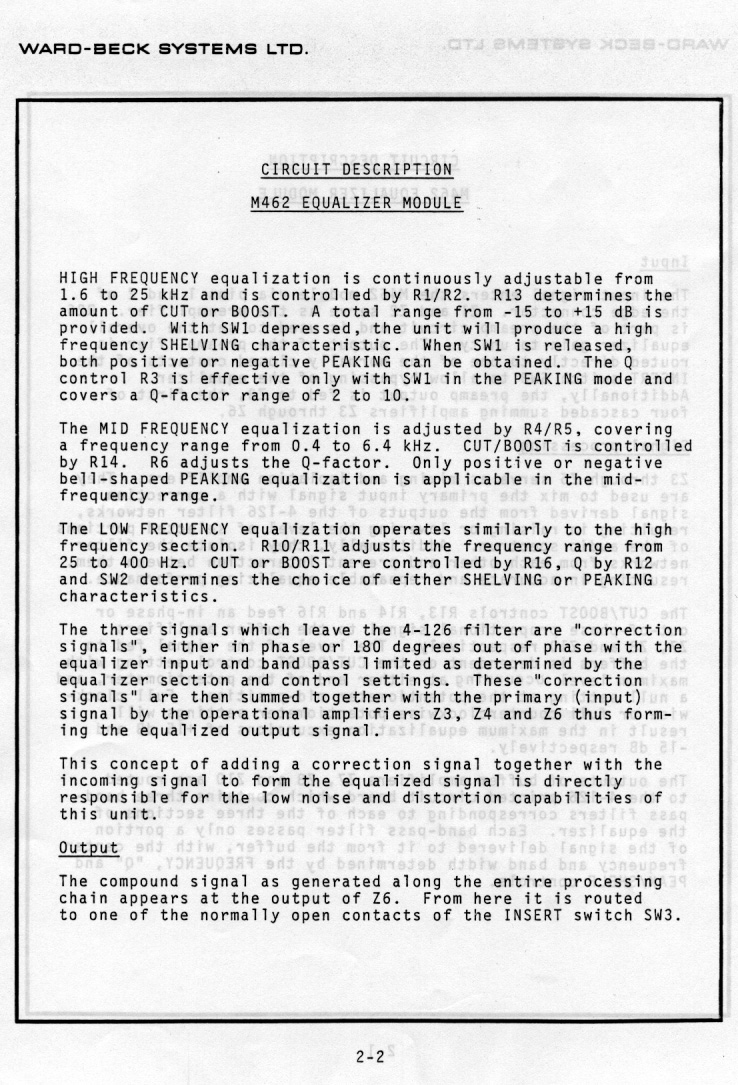 WARD-BECK SYSTEMS LTD.
CIRCUIT DESCRIPTION
M462 EQUALIZER MODULE
HIGH FREQUENCY equalization is continuously adjustable from
1.6 to 25 kHz and is controlled by R1/R2. R13 determines the
amount of CUT or BOOST. A total range from -15 to +15 dB is
provided. With SW1 depressed, the unit will produce a high
frequency SHELVING characteristic. When SW1 is released,
both positive or negative PEAKING can be obtained. The Q
control R3 is effective only with SW1 in the PEAKING mode and
covers a Q-factor range of 2 to 10.
The MID FREQUENCY equalization is adjusted by R4/R5, covering
a frequency range from 0.4 to 6.4 kHz. CUT/BOOST is controlled
by R14. R6 adjusts the Q-factor. Only positive or negative
bell-shaped PEAKING equalization is applicable in the mid-
frequency range.
The LOW FREQUENCY equalization operates similarly to the high
frequency section. R10/R11 adjusts the frequency range from
25 to 400 Hz. CUT or BOOST are controlled by R16, Q by R12
and SW2 determines the choice of either SHELVING or PEAKING
characteristics.
The three signals which leave the 4-126 filter are "correction
signals", either in phase or 180 degrees out of phase with the
equalizer input and band pass limited as determined by the
equalizer section and control settings. These "correction
signals" are then summed together with the primary (input)
signal by the operational amplifiers Z3, Z4 and Z6 thus form-
ing the equalized output signal.
This concept of adding a correction signal together with the
incoming signal to form the equalized signal is directly
responsible for the low noise and distortion capabilities of
this unit.
Output
The compound signal as generated along the entire processing
chain appears at the output of Z6. From here it is routed
to one of the normally open contacts of the INSERT switch SW3.
2-2